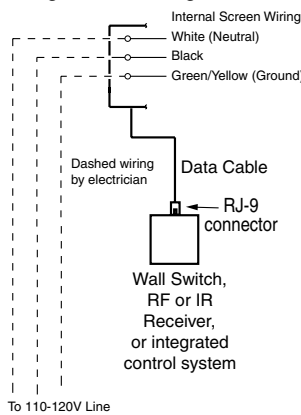 Internal Screen Wiring
White (Neutral)
Black
Green/Yellow (Ground)
Dashed wiring
by electrician
Data Cable
RJ-9
connector
Wall Switch,
RF or IR
Receiver,
or integrated
control system
To 110-120V Line